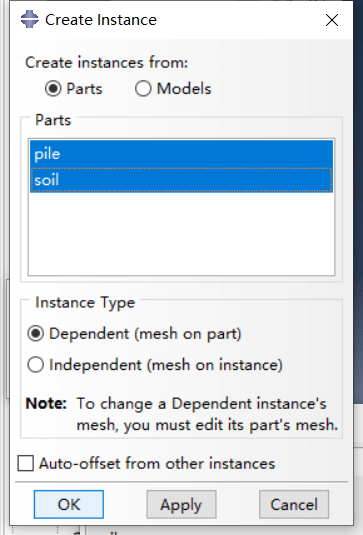 Create Instance
Create instances from:
Parts Models
Parts
pile
soil
Instance Type
Dependent (mesh on part)
Independent (mesh on instance)
Note: To change a Dependent instance's
mesh, you must edit its part's mesh.
Auto-offset from other instances
OK Apply Cancel